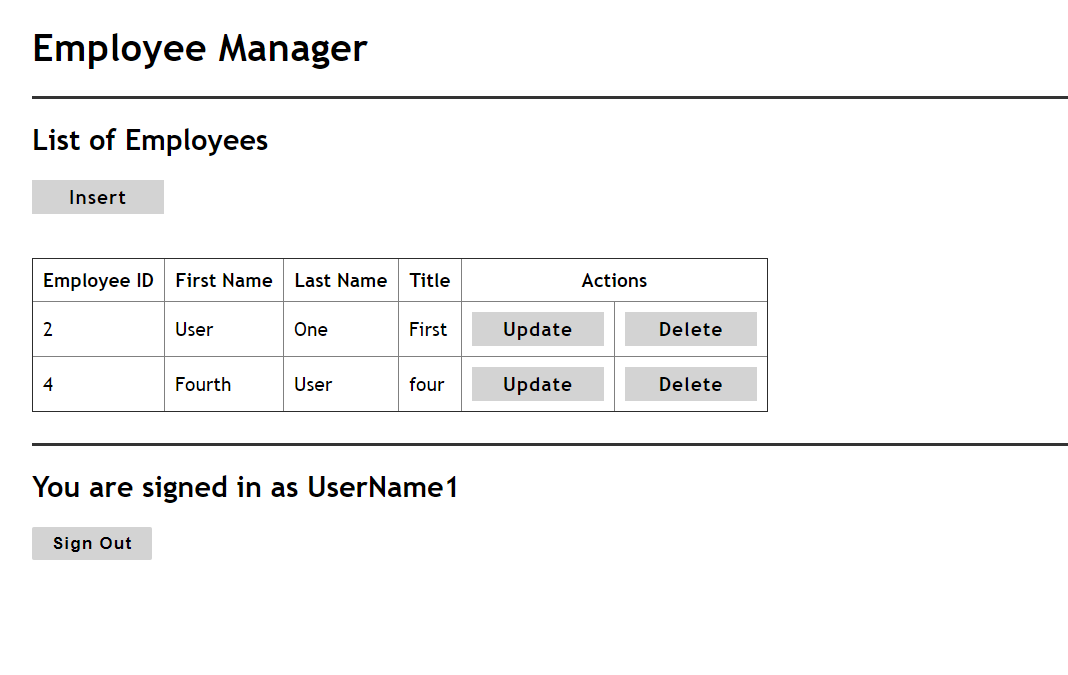 Employee Manager
List of Employees
Insert
Employee ID First Name Last Name Title Actions
2 User One First Update Delete
4 Fourth User four Update Delete
You are signed in as UserName1
Sign Out